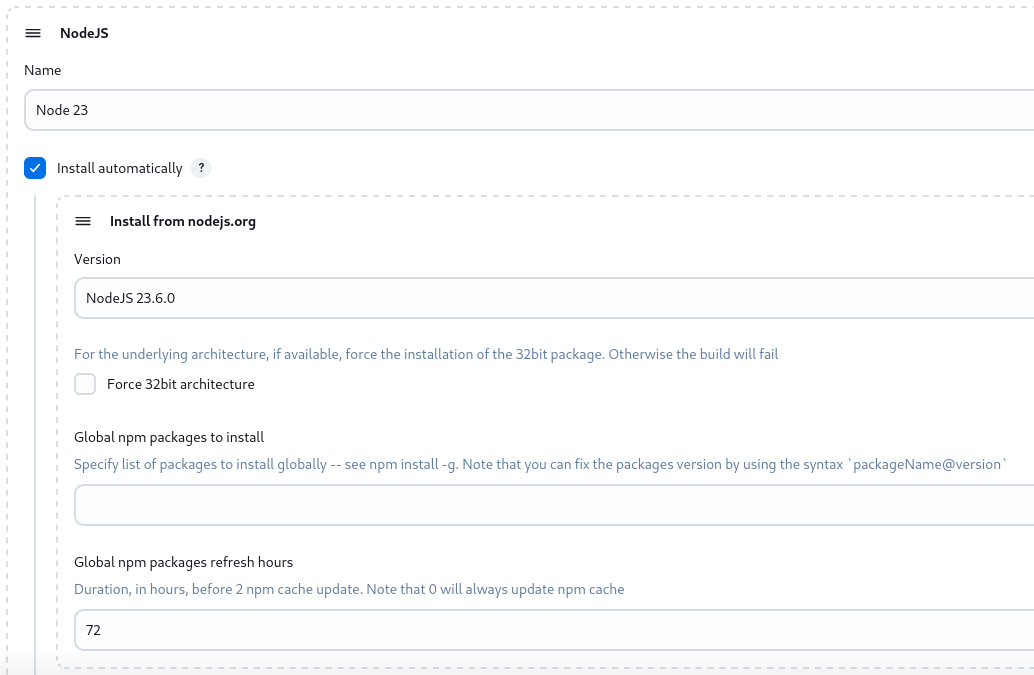 NodeJS
Name
Node 23
Install automatically ?
Install from nodejs.org
Version
NodeJS 23.6.0
For the underlying architecture, if available, force the installation of the 32bit package. Otherwise the build will fail
Force 32bit architecture
Global npm packages to install
Specify list of packages to install globally -- see npm install -g. Note that you can fix the packages version by using the syntax `packageName@version`
Global npm packages refresh hours
Duration, in hours, before 2 npm cache update. Note that 0 will always update npm cache
72